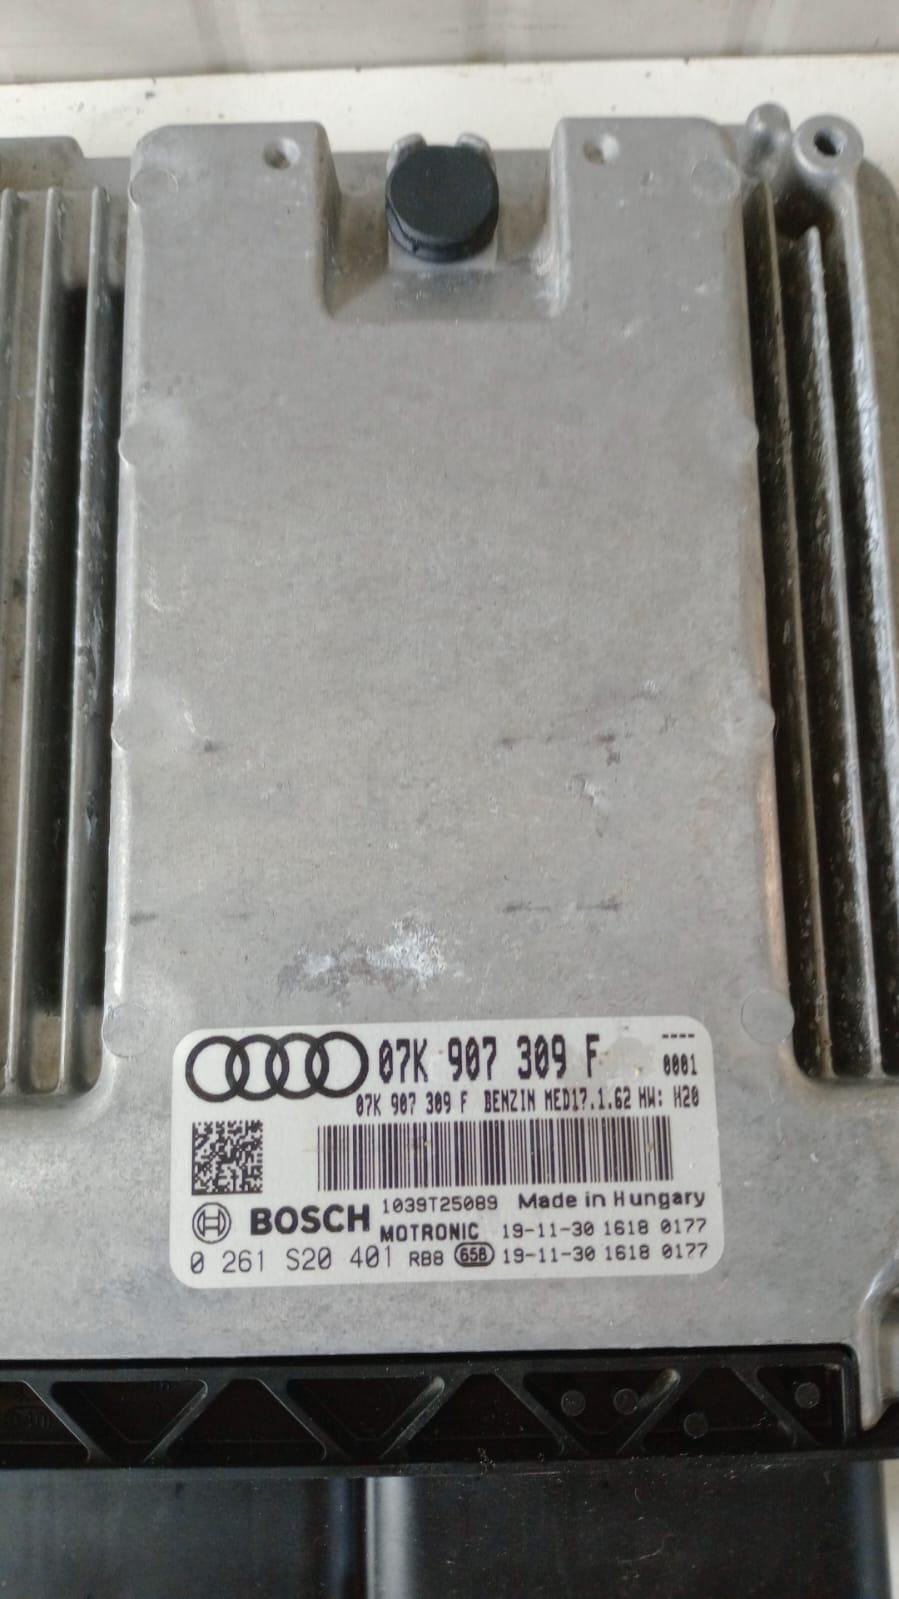 07K 907 309 F ----
0001
07K 907 309 F BENZIN MED17.1.62 HW: H20
1039T25089 Made in Hungary
BOSCH MOTRONIC 19-11-30 1618 0177
0 261 S20 401 RB8 658 19-11-30 1618 0177